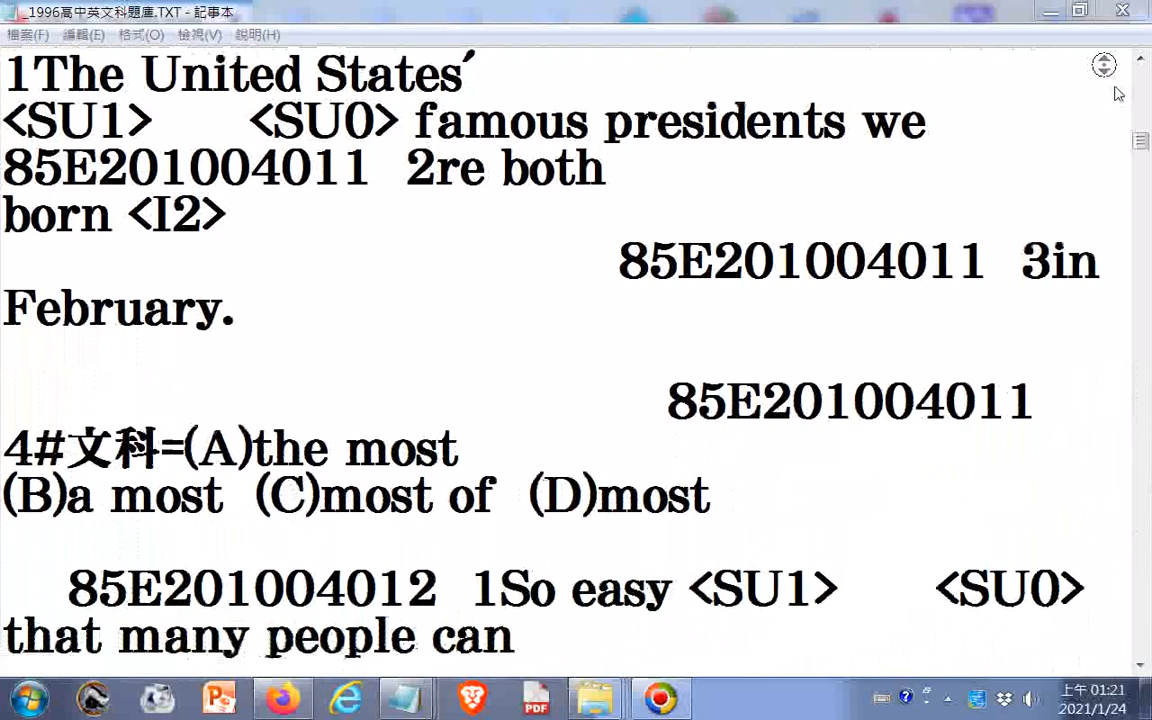 _1996高中英文科題庫.TXT - 記事本
檔案(F) 編輯(E) 格式(O) 檢視(V) 說明(H)
1The United States′
<SU1> <SU0> famous presidents we
85E201004011 2re both
born <I2>
85E201004011 3in
February.
85E201004011
4#文科=(A)the most
(B)a most (C)most of (D)most
85E201004012 1So easy <SU1> <SU0>
that many people can
PDF
上午 01:21
2021/1/24